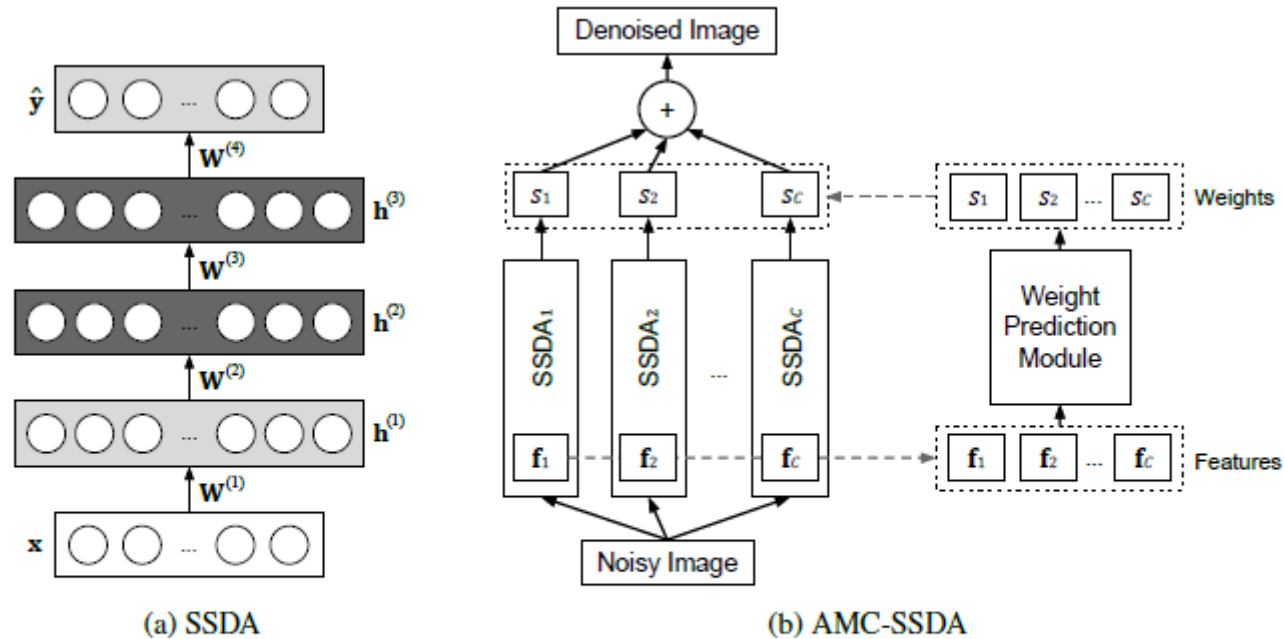 ŷ
...
W(4)
...
h(3)
W(3)
...
h(2)
W(2)
...
h(1)
W(1)
x
...
(a) SSDA
Denoised Image
+
s1 s2 sC
s1 s2 ... sC
Weights
SSDA1 SSDA2 ... SSDAC
Weight
Prediction
Module
f1 f2 fC
f1 f2 ... fC
Features
Noisy Image
(b) AMC-SSDA